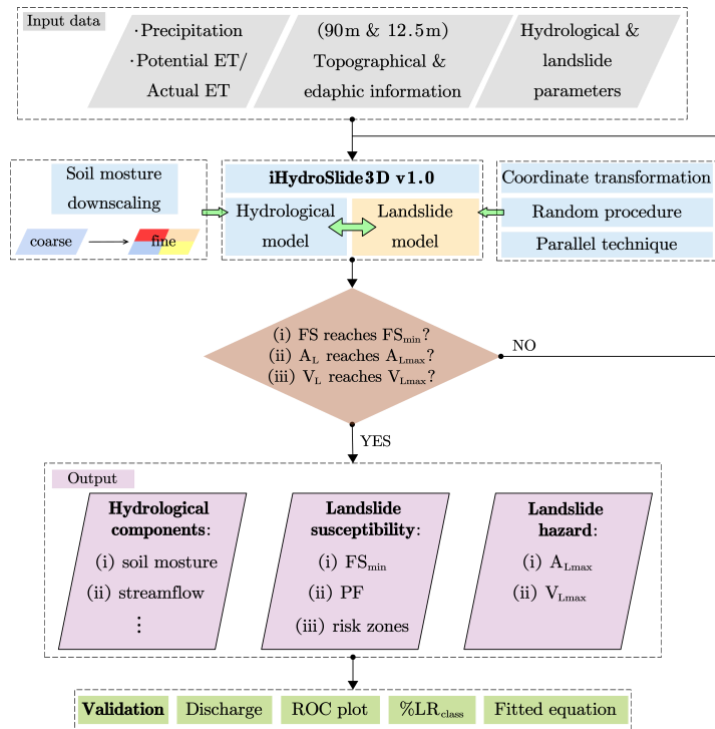 Input data
·Precipitation
·Potential ET/
Actual ET
(90m & 12.5m)
Topographical &
edaphic information
Hydrological &
landslide
parameters
Soil mosture
downscaling
coarse
fine
iHydroSlide3D v1.0
Hydrological
model
Landslide
model
Coordinate transformation
Random procedure
Parallel technique
(i) FS reaches FSmin?
(ii) AL reaches ALmax?
(iii) VL reaches VLmax?
NO
YES
Output
Hydrological
components:
(i) soil mosture
(ii) streamflow
⋮
Landslide
susceptibility:
(i) FSmin
(ii) PF
(iii) risk zones
Landslide
hazard:
(i) ALmax
(ii) VLmax
Validation
Discharge
ROC plot
%LRclass
Fitted equation